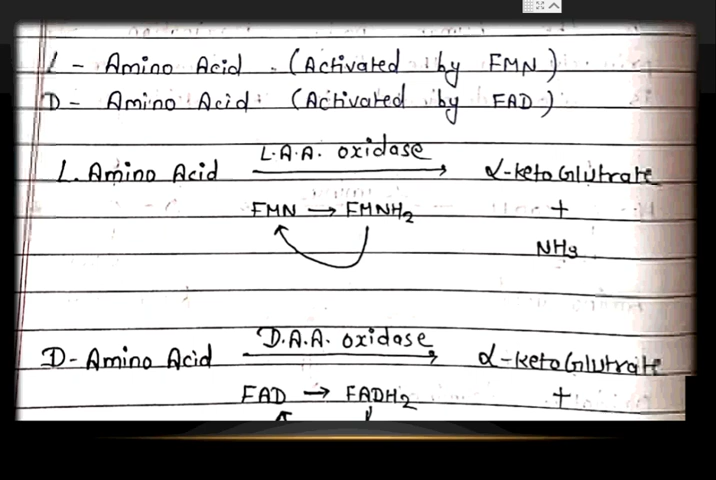 L - Amino Acid . (Activated by FMN)
D - Amino Acid : (Activated by FAD)
L. Amino Acid L.A.A. oxidase → α-keto Glutrate
FMN → FMNH2 +
NH3
D- Amino Acid D.A.A. oxidase → α-keto Glutrate
FAD → FADH2 +